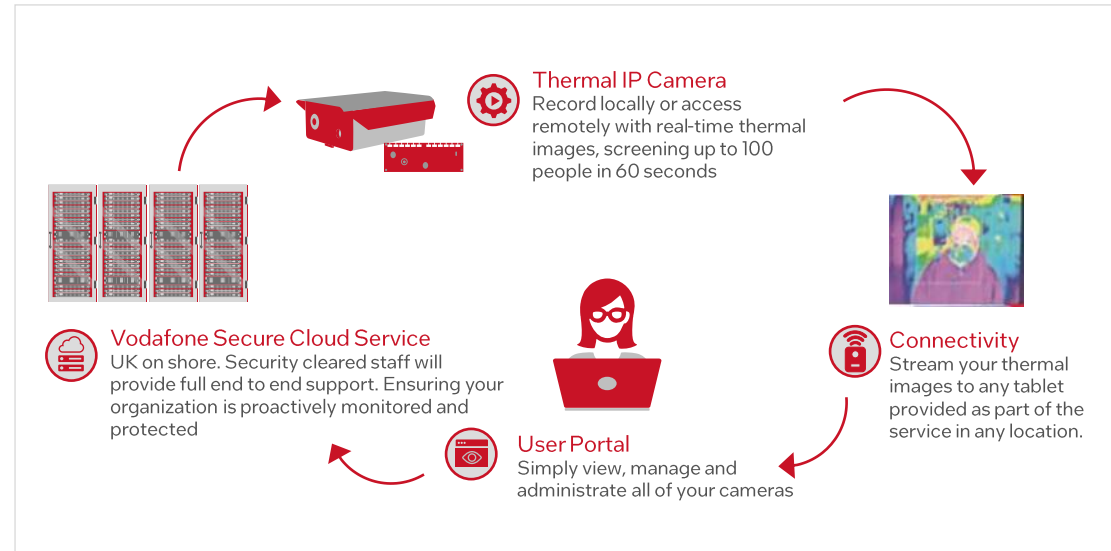 Thermal IP Camera
Record locally or access
remotely with real-time thermal
images, screening up to 100
people in 60 seconds
Connectivity
Stream your thermal
images to any tablet
provided as part of the
service in any location.
User Portal
Simply view, manage and
administrate all of your cameras
Vodafone Secure Cloud Service
UK on shore. Security cleared staff will
provide full end to end support. Ensuring your
organization is proactively monitored and
protected